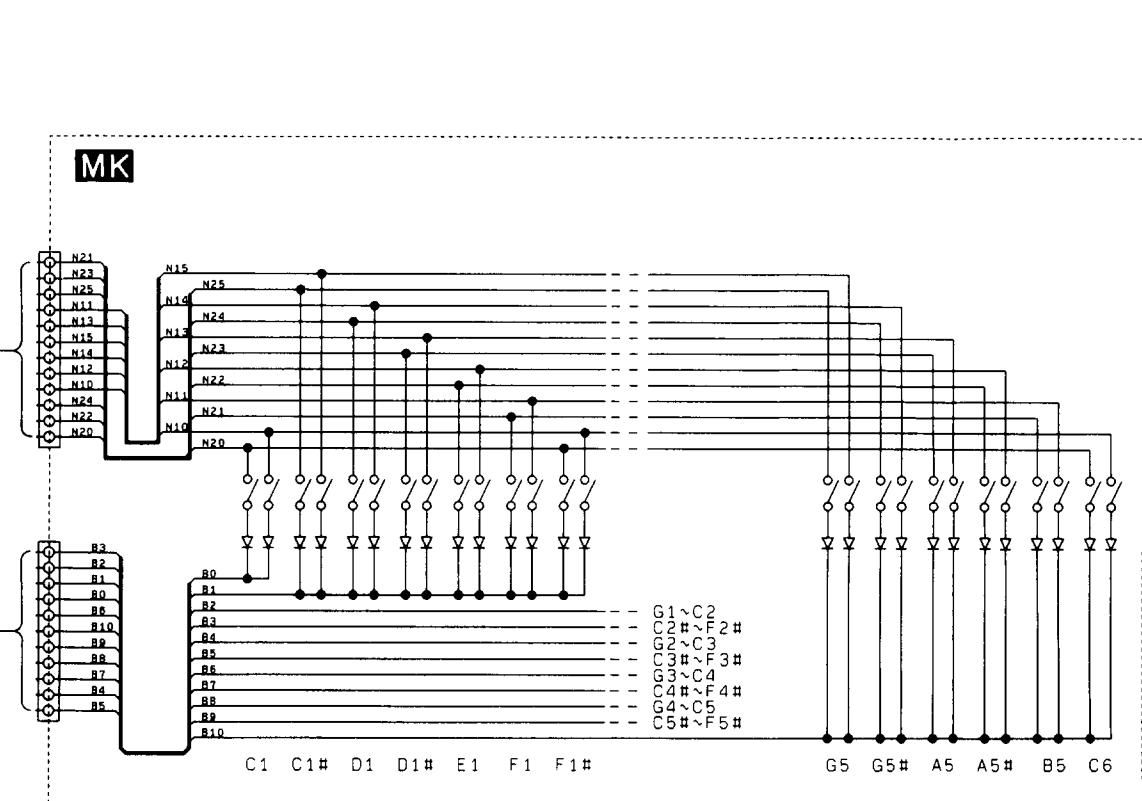 MK
N21
N23
N25
N11
N13
N15
N14
N12
N10
N24
N22
N20
N15
N25
N14
N24
N13
N23
N12
N22
N11
N21
N10
N20
B3
B2
B1
B0
B6
B10
B9
B8
B7
B4
B5
B0
B1
B2
B3
B4
B5
B6
B7
B8
B9
B10
G1~C2
C2#~F2#
G2~C3
C3#~F3#
G3~C4
C4#~F4#
G4~C5
C5#~F5#
C1 C1# D1 D1# E1 F1 F1# G5 G5# A5 A5# B5 C6